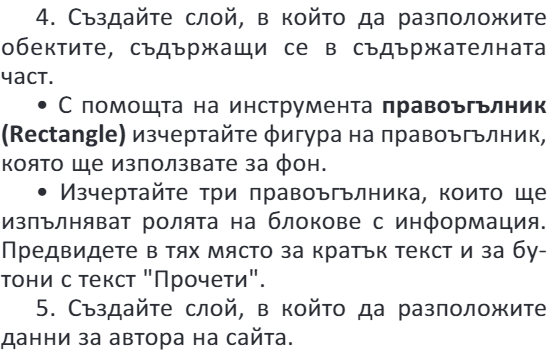 4. Създайте слой, в който да разположите
обектите, съдържащи се в съдържателната
част.
• С помощта на инструмента правоъгълник
(Rectangle) изчертайте фигура на правоъгълник,
която ще използвате за фон.
• Изчертайте три правоъгълника, които ще
изпълняват ролята на блокове с информация.
Предвидете в тях място за кратък текст и за бу-
тони с текст "Прочети".
5. Създайте слой, в който да разположите
данни за автора на сайта.